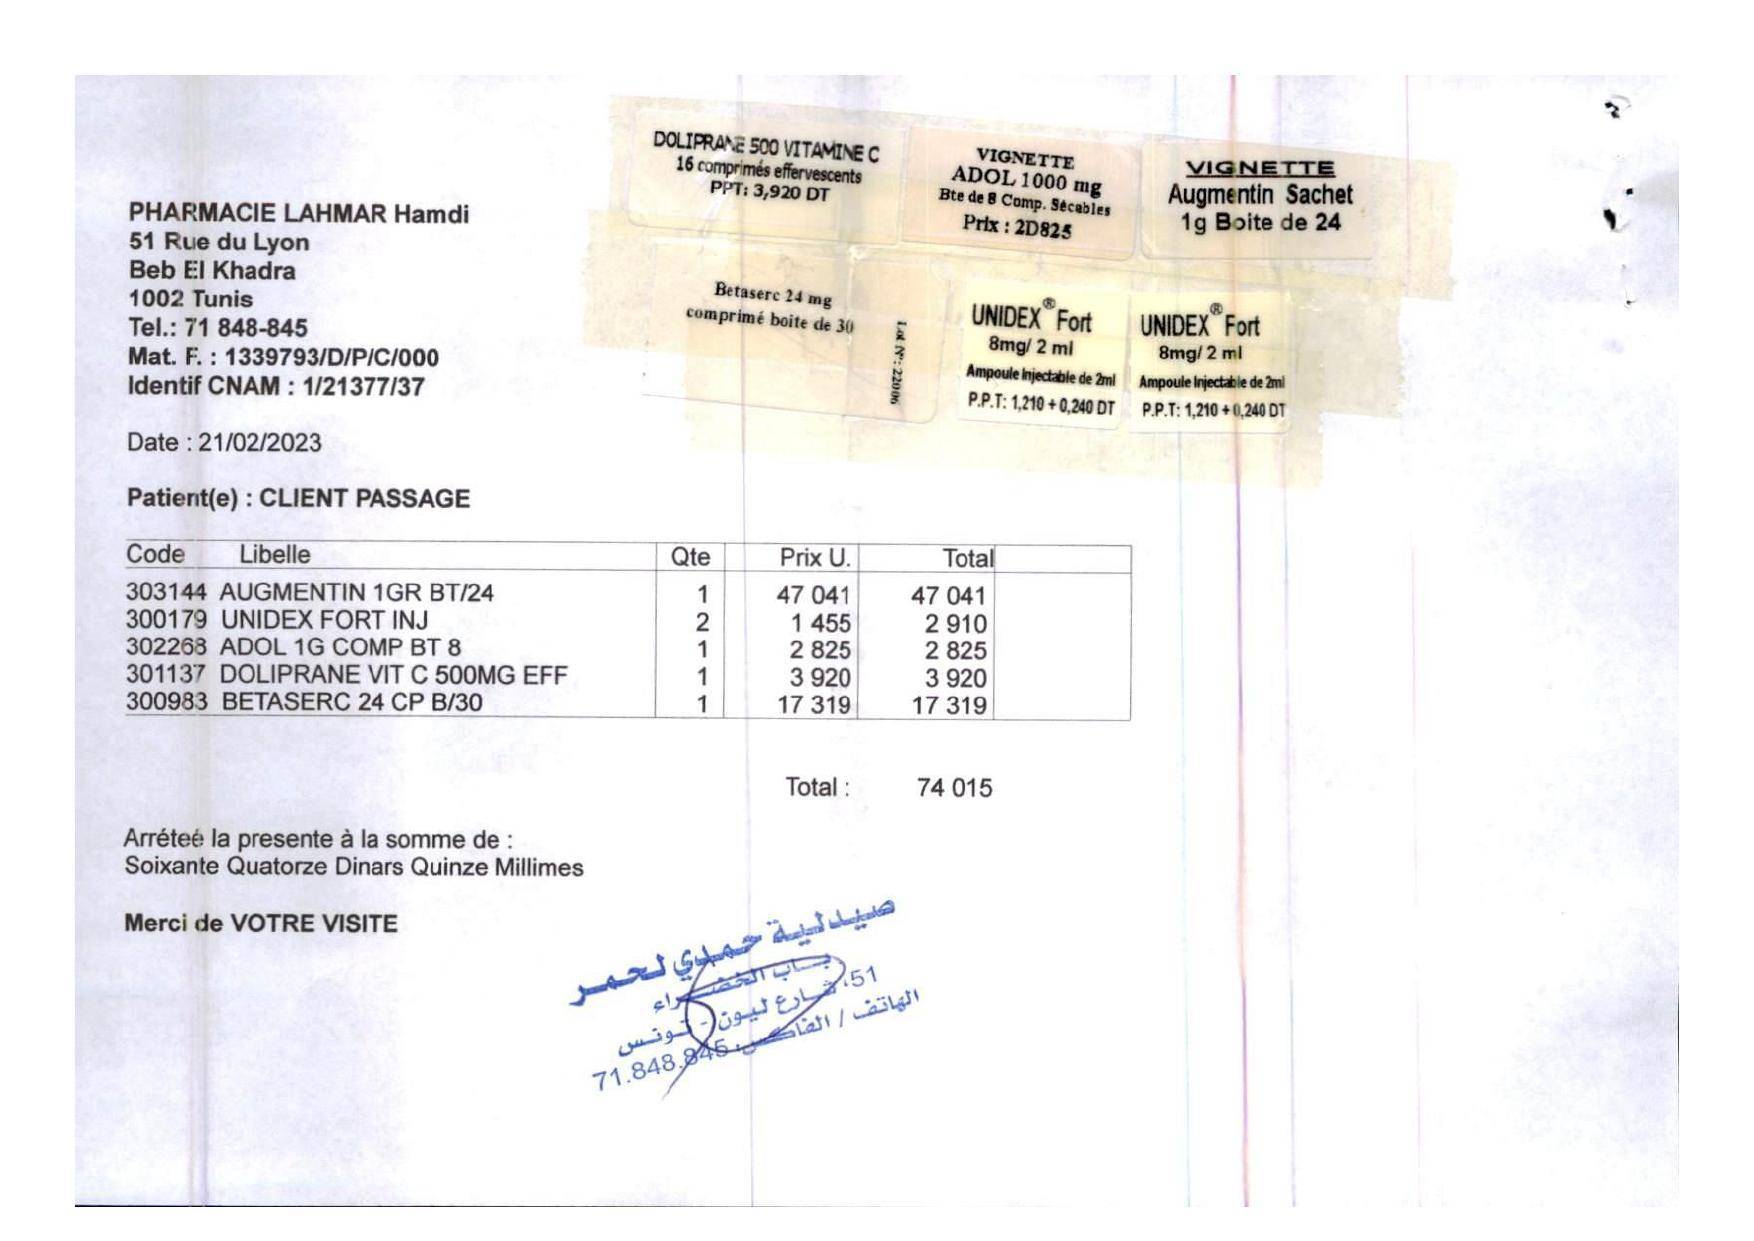 DOLIPRANE 500 VITAMINE C
16 comprimés effervescents
PPT: 3,920 DT
VIGNETTE
ADOL 1000 mg
Bte de 8 Comp. Sécables
Prix : 2D825
VIGNETTE
Augmentin Sachet
1g Boite de 24
Betaserc 24 mg
comprimé boite de 30
Lot N°: 22006
UNIDEX® Fort
8mg/ 2 ml
Ampoule Injectable de 2ml
P.P.T: 1,210 + 0,240 DT
UNIDEX® Fort
8mg/ 2 ml
Ampoule Injectable de 2ml
P.P.T: 1,210 + 0,240 DT
PHARMACIE LAHMAR Hamdi
51 Rue du Lyon
Beb El Khadra
1002 Tunis
Tel.: 71 848-845
Mat. F. : 1339793/D/P/C/000
Identif CNAM : 1/21377/37
Date : 21/02/2023
Patient(e) : CLIENT PASSAGE
Code Libelle Qte Prix U. Total
303144 AUGMENTIN 1GR BT/24 1 47 041 47 041
300179 UNIDEX FORT INJ 2 1 455 2 910
302268 ADOL 1G COMP BT 8 1 2 825 2 825
301137 DOLIPRANE VIT C 500MG EFF 1 3 920 3 920
300983 BETASERC 24 CP B/30 1 17 319 17 319
Total : 74 015
Arréteé la presente à la somme de :
Soixante Quatorze Dinars Quinze Millimes
Merci de VOTRE VISITE
صيدلية حمدي لحمر
باب الخضراء
51، شارع ليون - تونس
الهاتف / الفاكس: 71.848.845